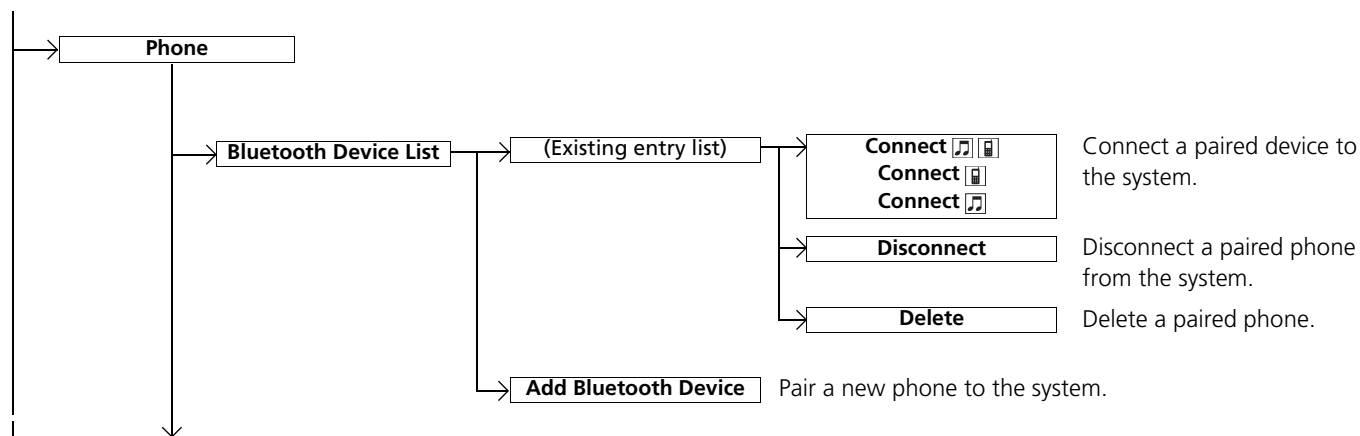 Phone
Bluetooth Device List
(Existing entry list)
Connect
Connect
Connect
Connect a paired device to
the system.
Disconnect
Disconnect a paired phone
from the system.
Delete
Delete a paired phone.
Add Bluetooth Device
Pair a new phone to the system.